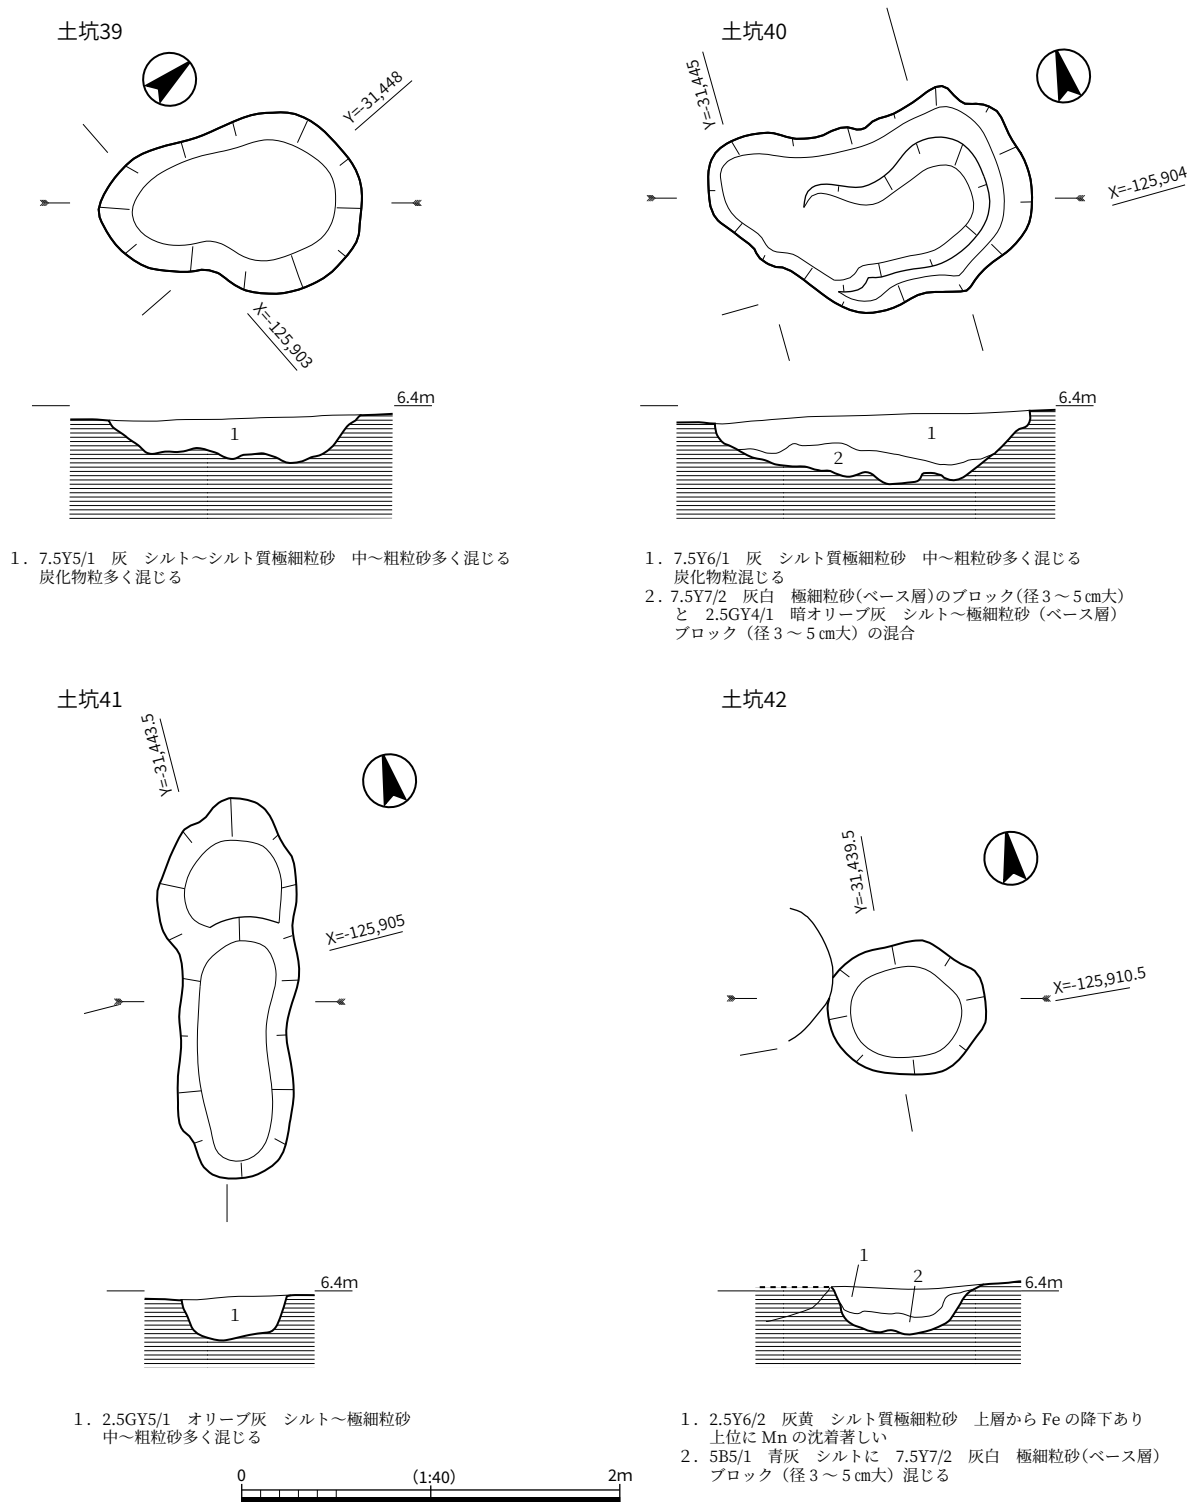 土坑39
Y=-31,448
X=-125,903
6.4m
1
1．7.5Y5/1　灰　シルト～シルト質極細粒砂　中～粗粒砂多く混じる
炭化物粒多く混じる
土坑40
Y=-31,445
X=-125,904
6.4m
1
2
1．7.5Y6/1　灰　シルト質極細粒砂　中～粗粒砂多く混じる
炭化物粒混じる
2．7.5Y7/2　灰白　極細粒砂(ベース層)のブロック(径３～５㎝大)
と　2.5GY4/1　暗オリーブ灰　シルト～極細粒砂（ベース層）
ブロック（径３～５㎝大）の混合
土坑41
Y=-31,443.5
X=-125,905
6.4m
1
1．2.5GY5/1　オリーブ灰　シルト～極細粒砂
中～粗粒砂多く混じる
土坑42
Y=-31,439.5
X=-125,910.5
1
2
6.4m
1．2.5Y6/2　灰黄　シルト質極細粒砂　上層から Fe の降下あり
上位に Mn の沈着著しい
2．5B5/1　青灰　シルトに　7.5Y7/2　灰白　極細粒砂(ベース層)
ブロック（径３～５㎝大）混じる
0 （1:40） 2m